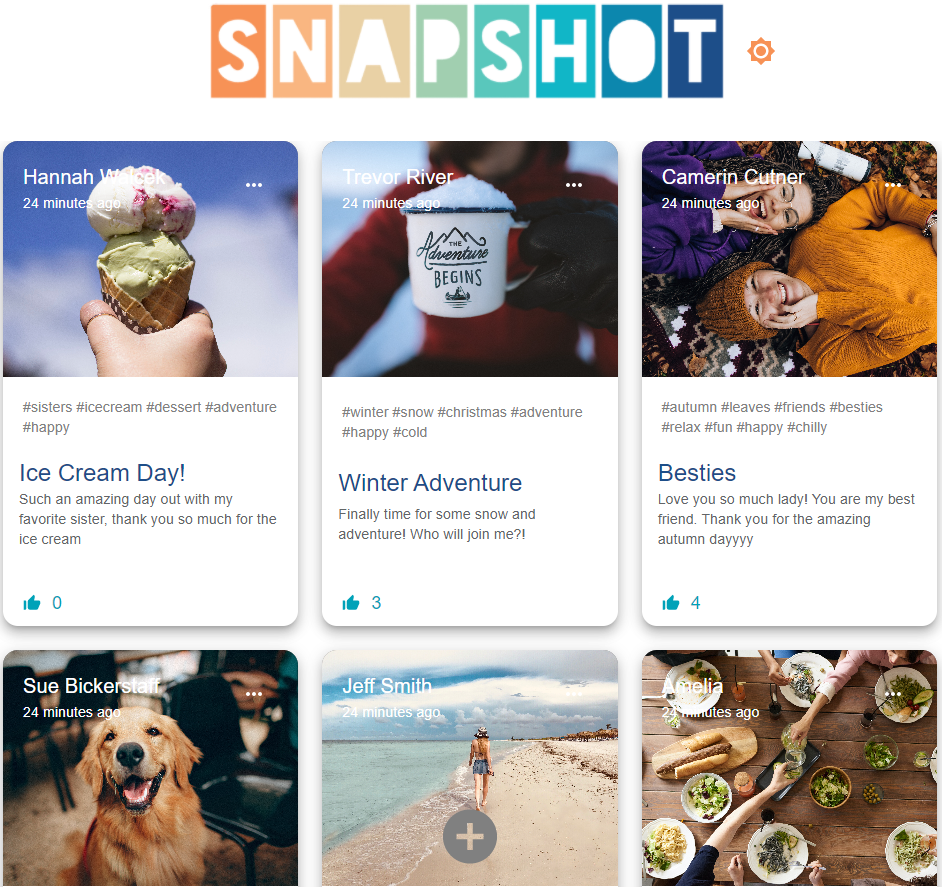 SNAPSHOT
Hannah Wolcek
24 minutes ago
#sisters #icecream #dessert #adventure
#happy
Ice Cream Day!
Such an amazing day out with my
favorite sister, thank you so much for the
ice cream
0
Trevor River
24 minutes ago
THE
Adventure
BEGINS
#winter #snow #christmas #adventure
#happy #cold
Winter Adventure
Finally time for some snow and
adventure! Who will join me?!
3
Camerin Cutner
24 minutes ago
#autumn #leaves #friends #besties
#relax #fun #happy #chilly
Besties
Love you so much lady! You are my best
friend. Thank you for the amazing
autumn dayyyy
4
Sue Bickerstaff
24 minutes ago
Jeff Smith
24 minutes ago
Amelia
24 minutes ago